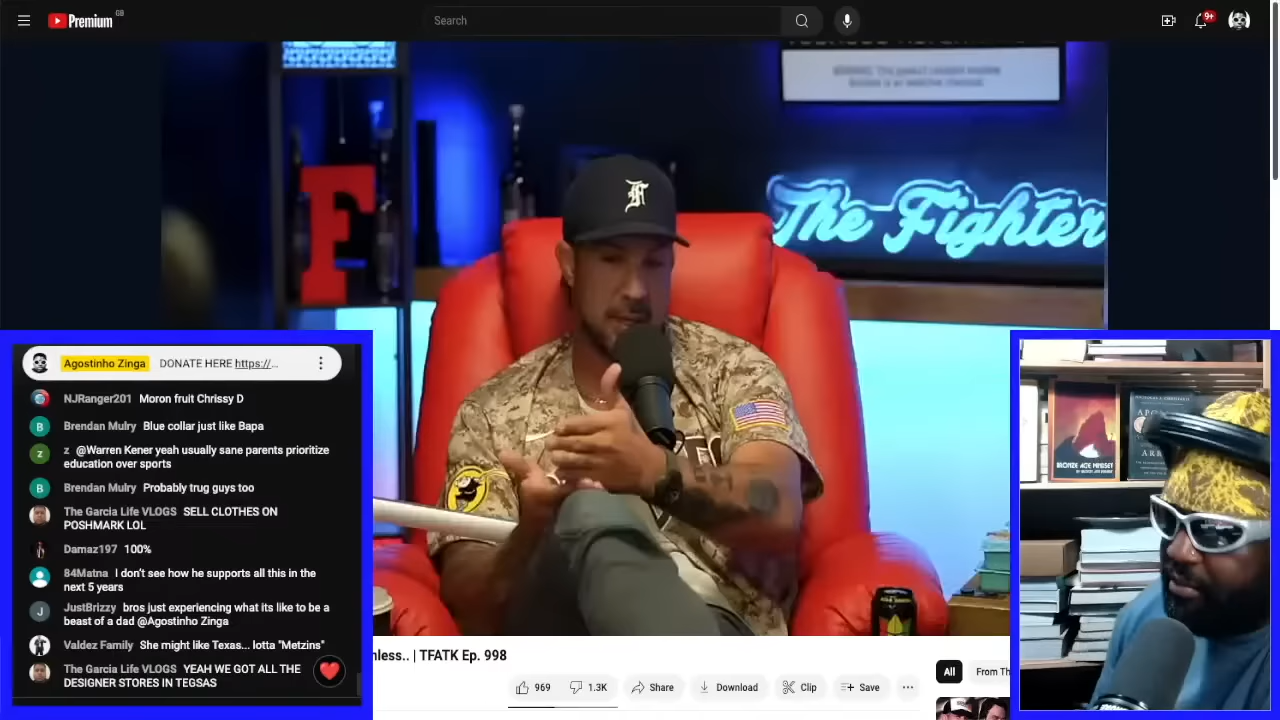 Premium GB
Search
9+
The Fighter
F
Agostinho Zinga DONATE HERE https://...
NJRanger201 Moron fruit Chrissy D
B Brendan Mulry Blue collar just like Bapa
z z @Warren Kener yeah usually sane parents prioritize
education over sports
B Brendan Mulry Probably trug guys too
The Garcia Life VLOGS SELL CLOTHES ON
POSHMARK LOL
Damaz197 100%
84Matna I don't see how he supports all this in the
next 5 years
J JustBrizzy bros just experiencing what its like to be a
beast of a dad @Agostinho Zinga
Valdez Family She might like Texas... lotta "Metzins"
The Garcia Life VLOGS YEAH WE GOT ALL THE
DESIGNER STORES IN TEGSAS
BRONZE AGE MINDSET
nless.. | TFATK Ep. 998
969 1.3K Share Download Clip Save ...
All From Th